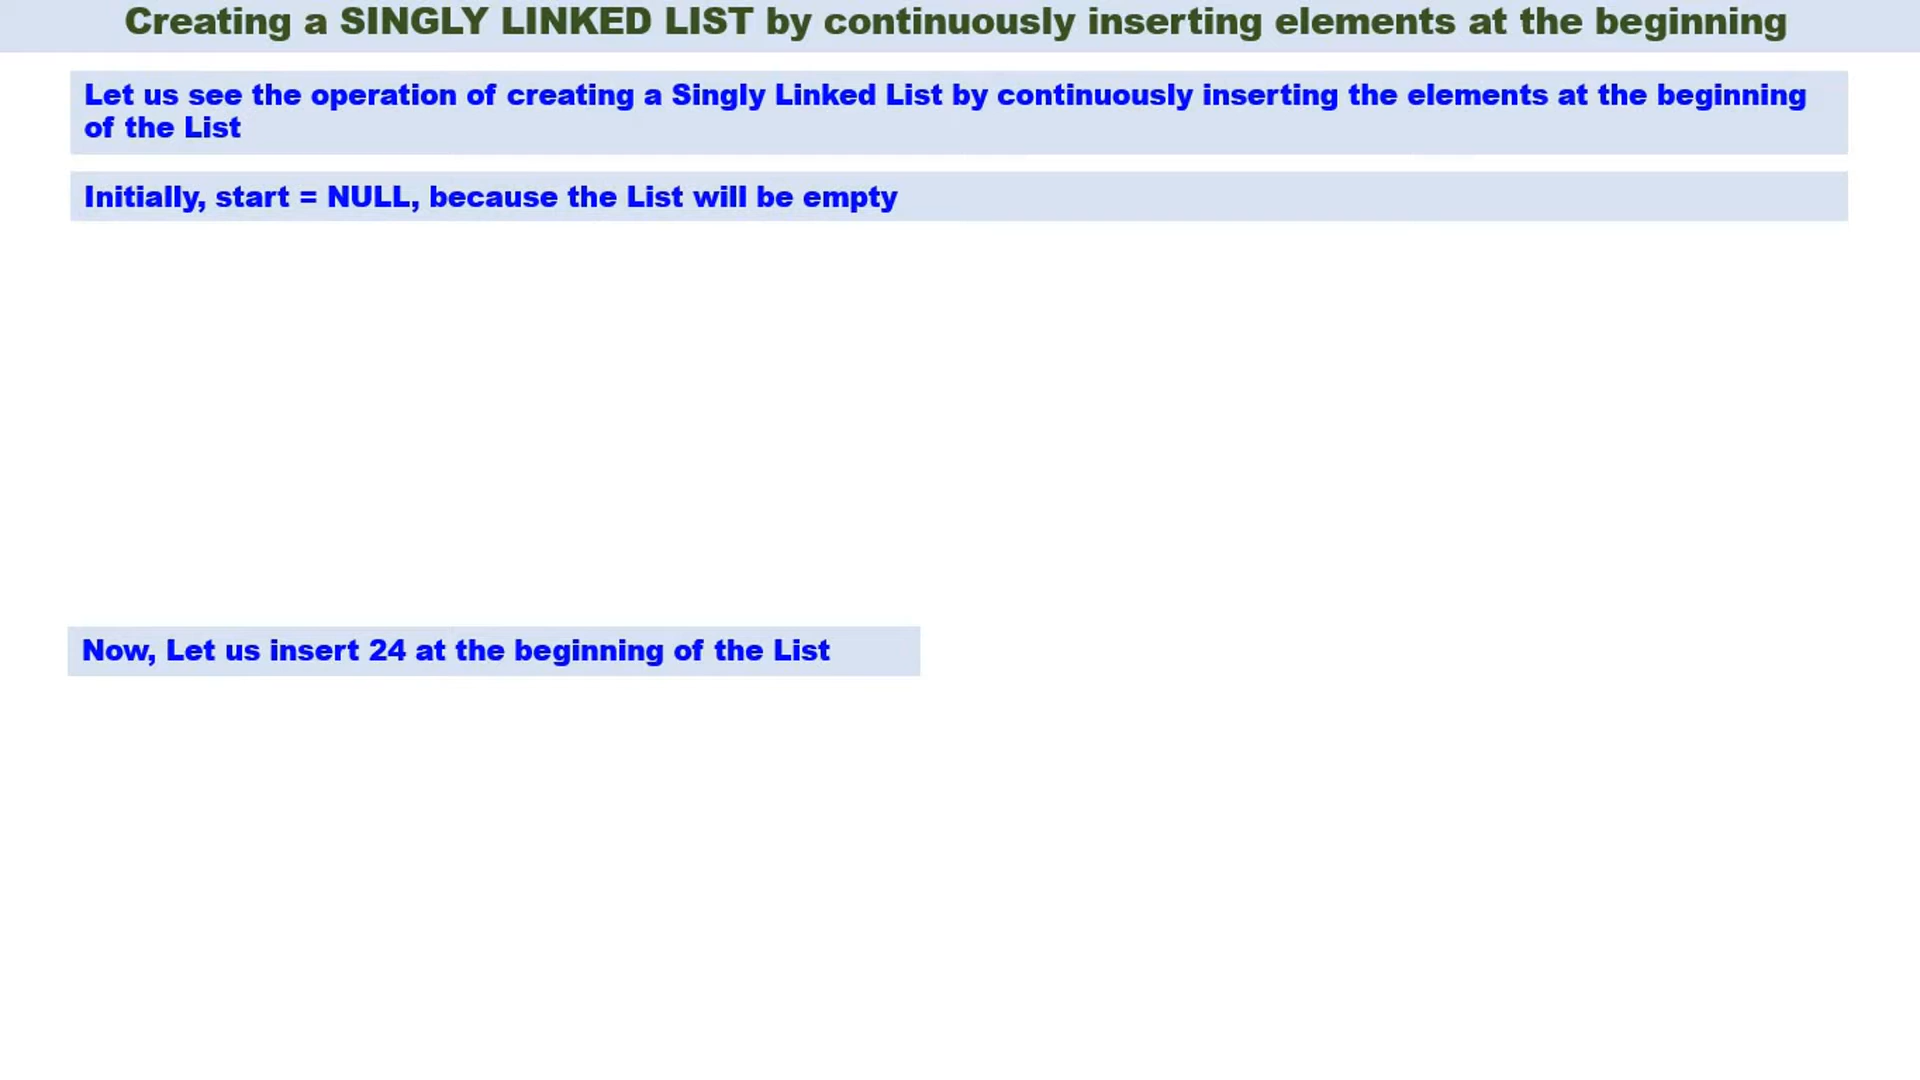 Creating a SINGLY LINKED LIST by continuously inserting elements at the beginning
Let us see the operation of creating a Singly Linked List by continuously inserting the elements at the beginning
of the List
Initially, start = NULL, because the List will be empty
Now, Let us insert 24 at the beginning of the List